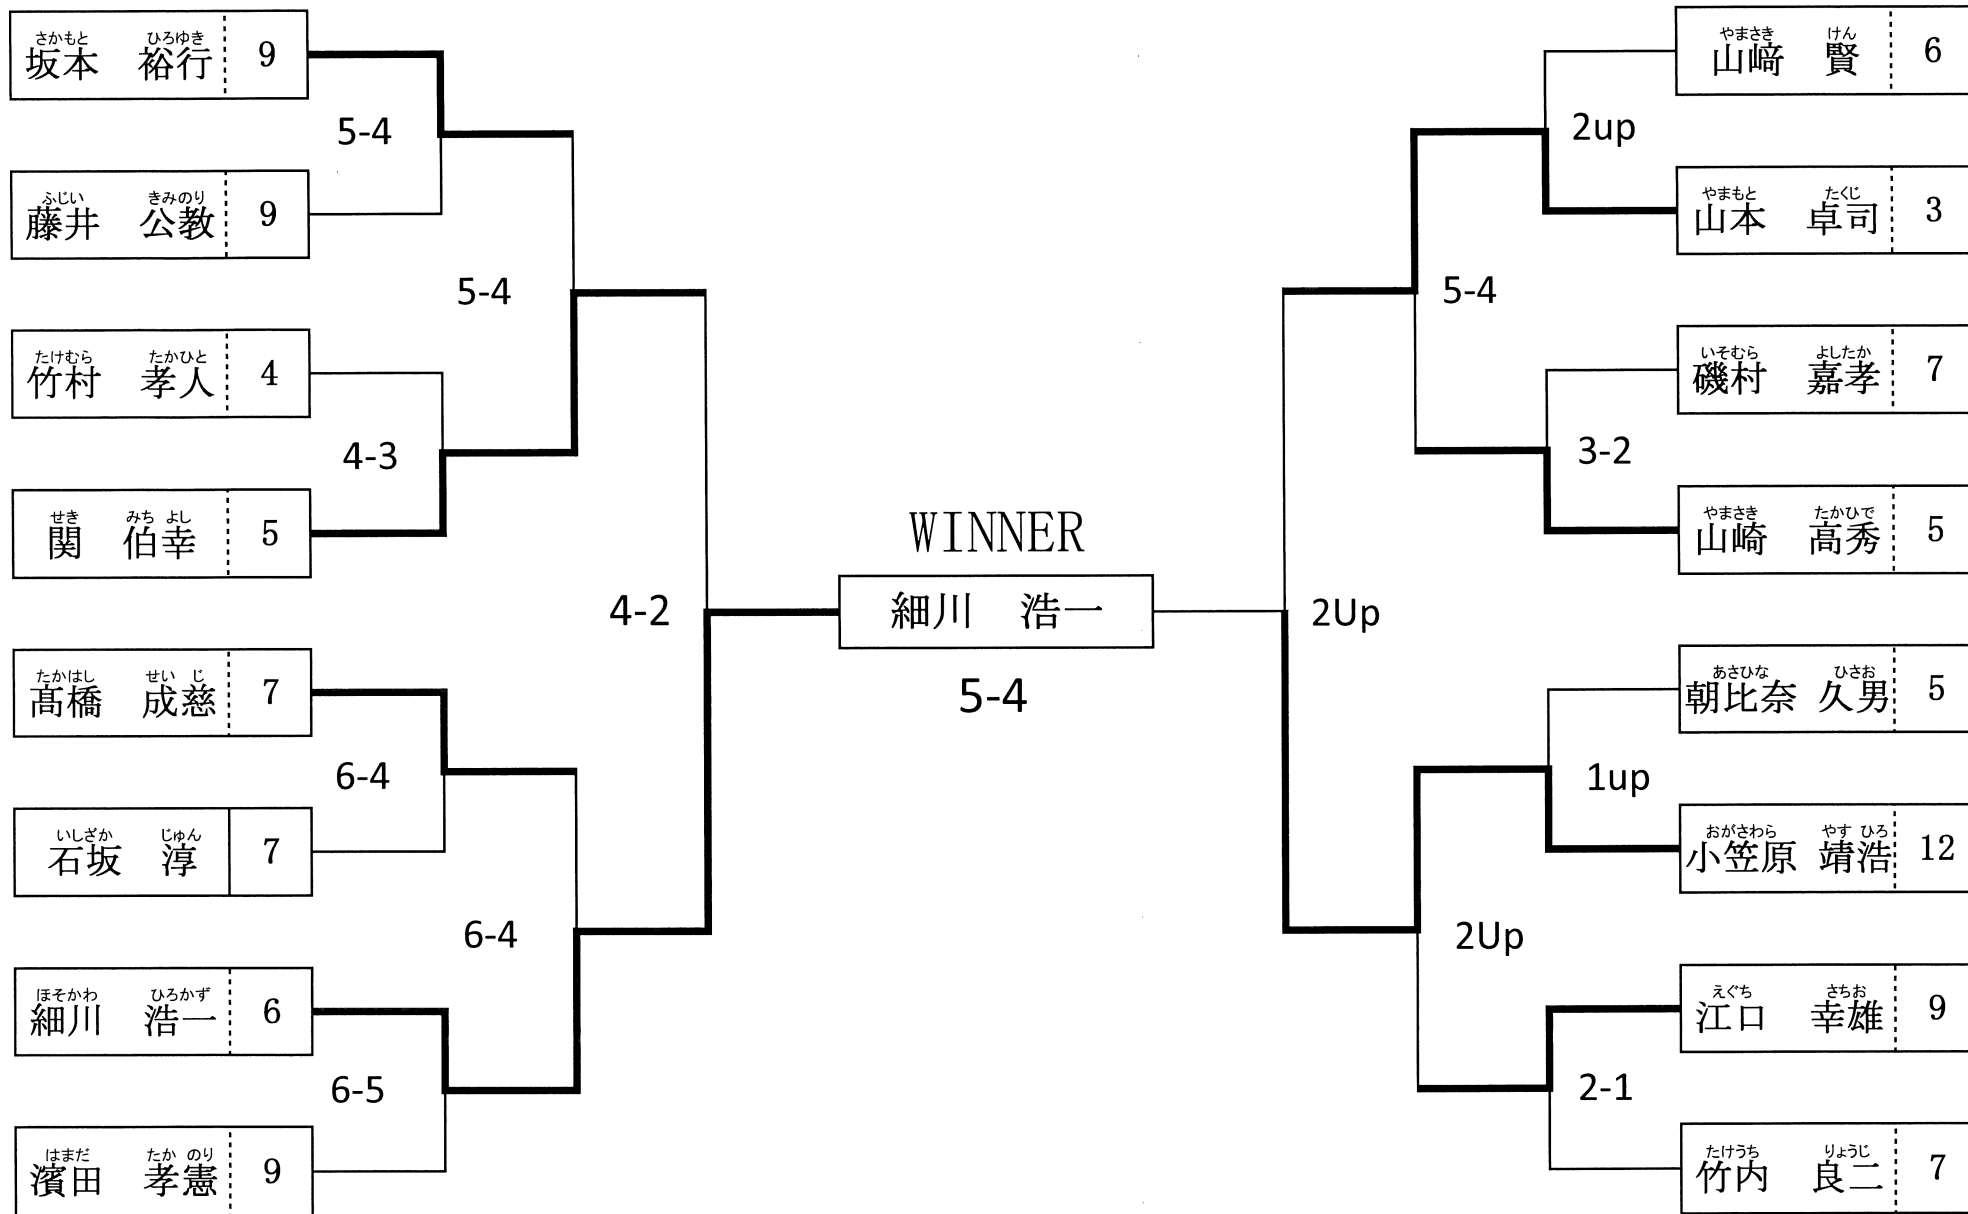 さかもと ひろゆき
坂本 裕行 9
5-4
ふじい きみのり
藤井 公教 9
5-4
たけむら たかひと
竹村 孝人 4
4-3
せき みち よし
関 伯幸 5
4-2
たかはし せい じ
髙橋 成慈 7
6-4
いしざか じゅん
石坂 淳 7
6-4
ほそかわ ひろかず
細川 浩一 6
6-5
はまだ たか のり
濱田 孝憲 9
WINNER
細川 浩一
5-4
やまさき けん
山﨑 賢 6
2up
やまもと たくじ
山本 卓司 3
5-4
いそむら よしたか
磯村 嘉孝 7
3-2
やまさき たかひで
山崎 高秀 5
2Up
あさひな ひさお
朝比奈 久男 5
1up
おがさわら やす ひろ
小笠原 靖浩 12
2Up
えぐち さちお
江口 幸雄 9
2-1
たけうち りょうじ
竹内 良二 7